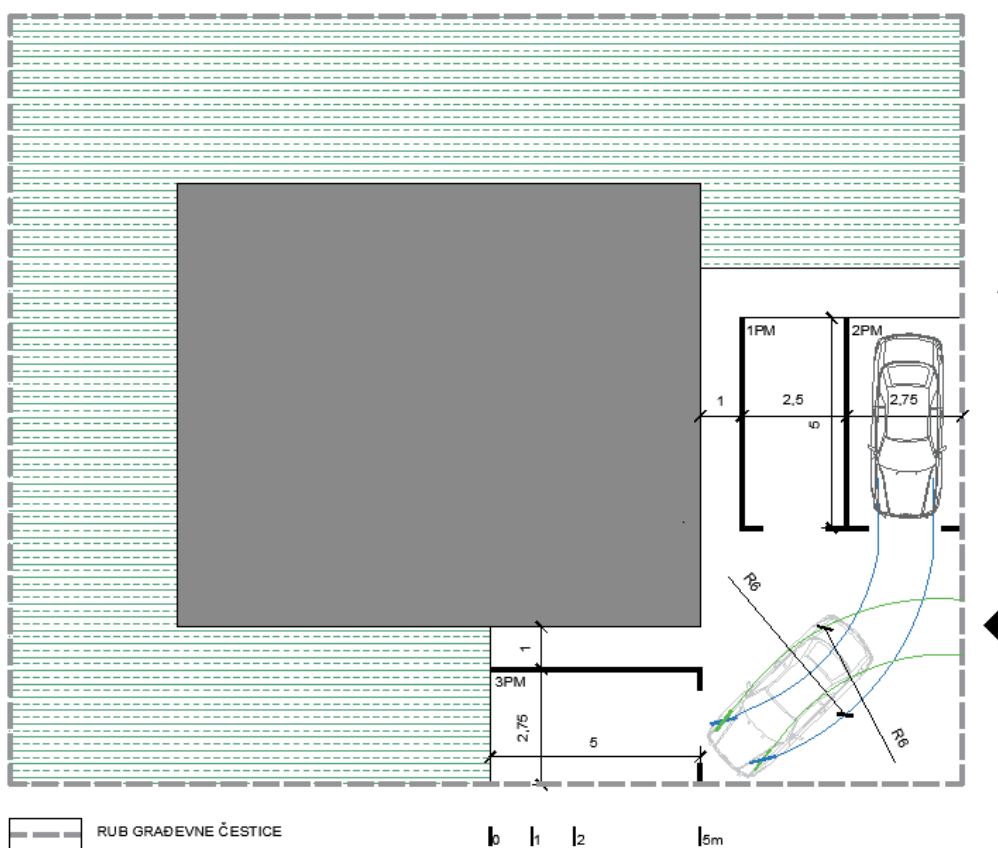 1PM
2PM
1
2,5
2,75
5
R6
R6
1
3PM
2,75
5
RUB GRAĐEVNE ČESTICE
0 1 2 5m